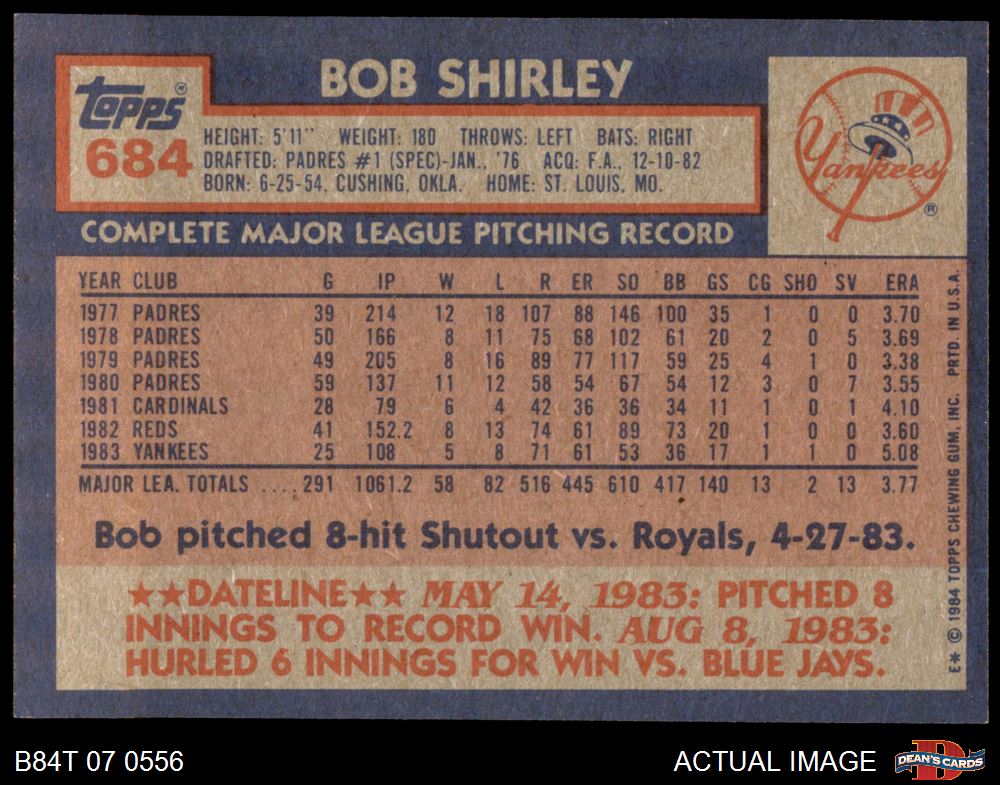 BOB SHIRLEY
Topps®
684
HEIGHT: 5'11" WEIGHT: 180 THROWS: LEFT BATS: RIGHT
DRAFTED: PADRES #1 (SPEC)-JAN., '76 ACQ: F.A., 12-10-82
BORN: 6-25-54, CUSHING, OKLA. HOME: ST. LOUIS, MO.
Yankees ®
COMPLETE MAJOR LEAGUE PITCHING RECORD
YEAR CLUB G IP W L R ER SO BB GS CG SHO SV ERA
1977 PADRES 39 214 12 18 107 88 146 100 35 1 0 0 3.70
1978 PADRES 50 166 8 11 75 68 102 61 20 2 0 5 3.69
1979 PADRES 49 205 8 16 89 77 117 59 25 4 1 0 3.38
1980 PADRES 59 137 11 12 58 54 67 54 12 3 0 7 3.55
1981 CARDINALS 28 79 6 4 42 36 36 34 11 1 0 1 4.10
1982 REDS 41 152.2 8 13 74 61 89 73 20 1 0 0 3.60
1983 YANKEES 25 108 5 8 71 61 53 36 17 1 1 0 5.08
MAJOR LEA. TOTALS .... 291 1061.2 58 82 516 445 610 417 140 13 2 13 3.77
Bob pitched 8-hit Shutout vs. Royals, 4-27-83.
★★DATELINE★★ MAY 14, 1983: PITCHED 8
INNINGS TO RECORD WIN. AUG 8, 1983:
HURLED 6 INNINGS FOR WIN VS. BLUE JAYS.
E* © 1984 TOPPS CHEWING GUM, INC. PRTD. IN U.S.A.
B84T 07 0556
ACTUAL IMAGE
D
DEAN'S CARDS